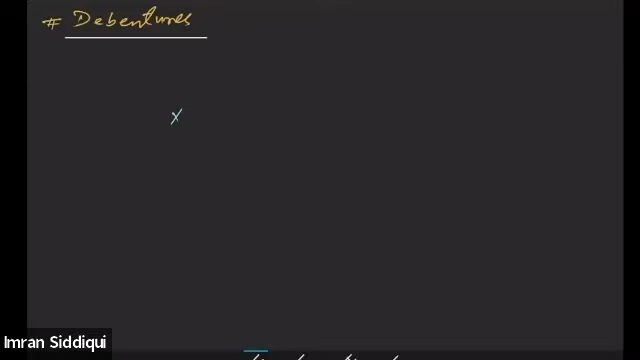 # Debentures
x
Imran Siddiqui